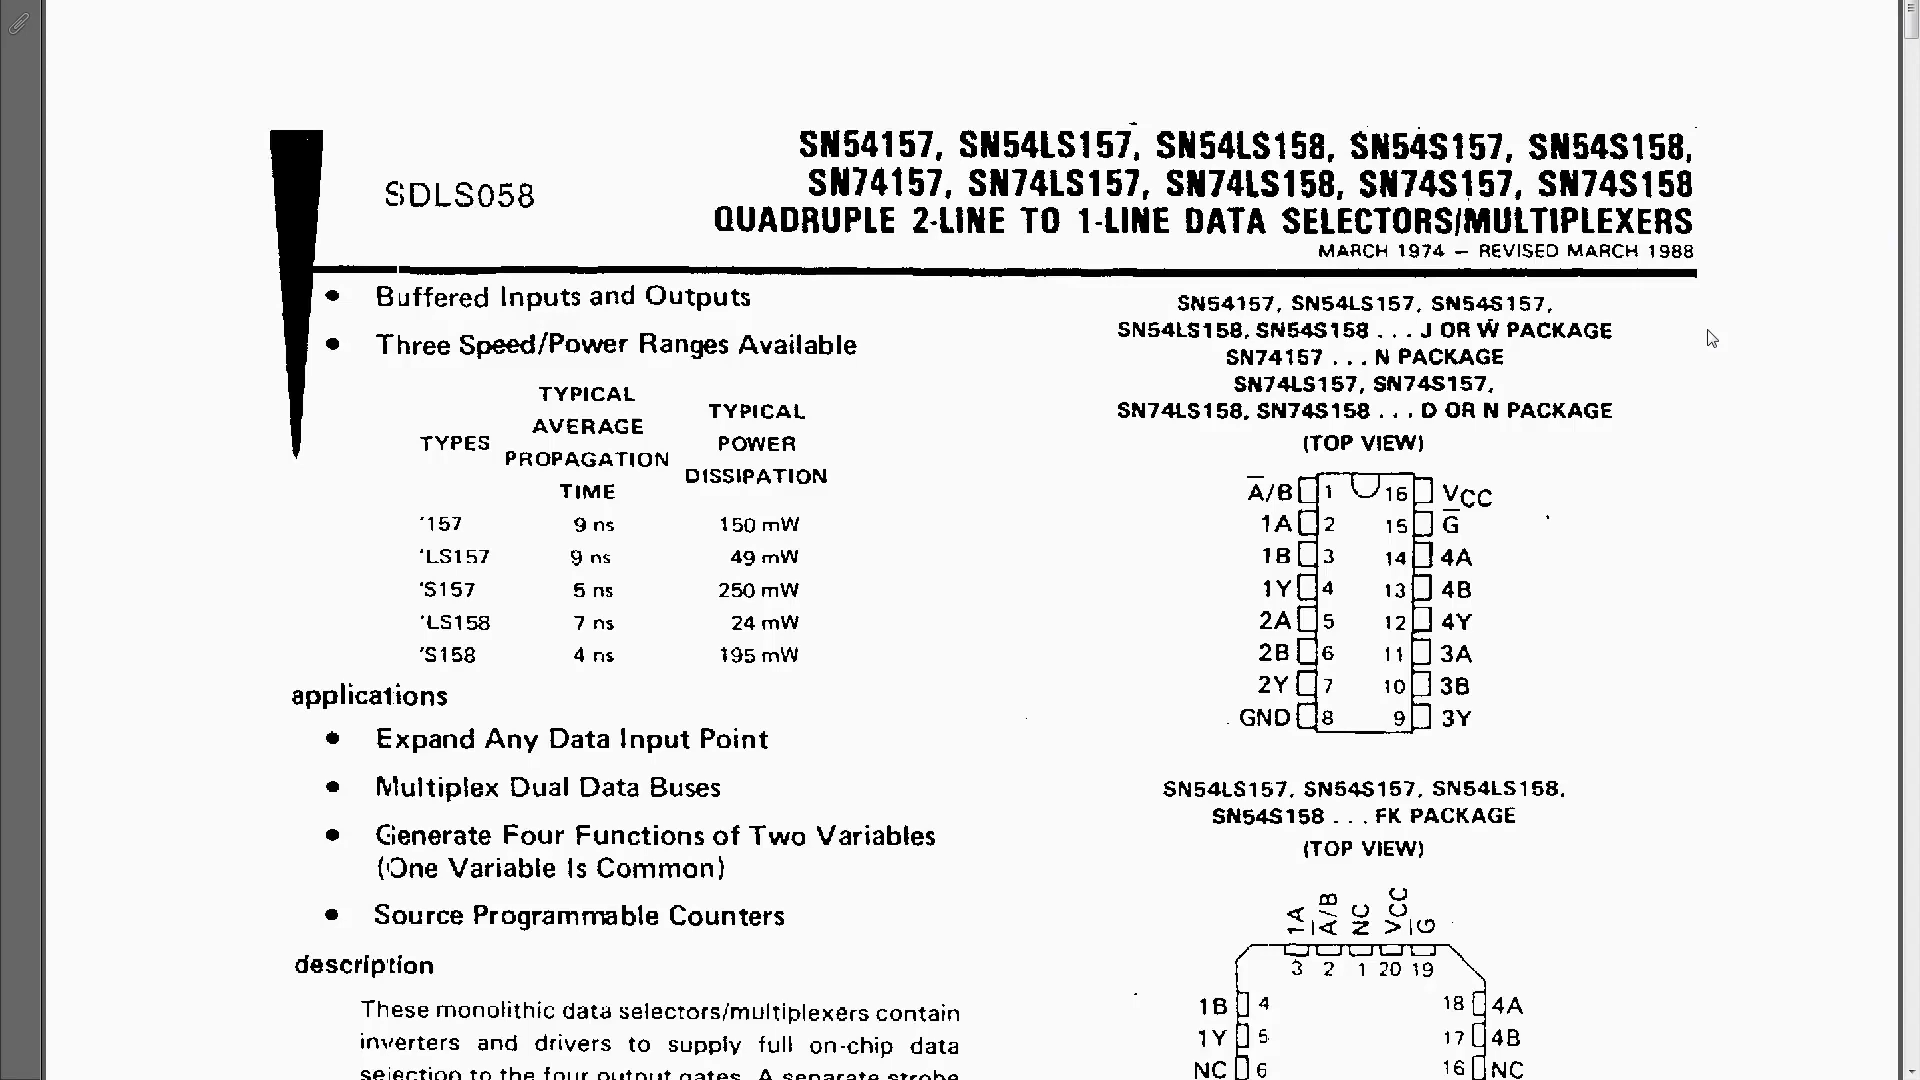 SDLS058
SN54157, SN54LS157, SN54LS158, SN54S157, SN54S158,
SN74157, SN74LS157, SN74LS158, SN74S157, SN74S158
QUADRUPLE 2-LINE TO 1-LINE DATA SELECTORS/MULTIPLEXERS
MARCH 1974 — REVISED MARCH 1988
• Buffered Inputs and Outputs
• Three Speed/Power Ranges Available
TYPES
TYPICAL
AVERAGE
PROPAGATION
TIME
TYPICAL
POWER
DISSIPATION
'157 9 ns 150 mW
'LS157 9 ns 49 mW
'S157 5 ns 250 mW
'LS158 7 ns 24 mW
'S158 4 ns 195 mW
applications
• Expand Any Data Input Point
• Multiplex Dual Data Buses
• Generate Four Functions of Two Variables
(One Variable Is Common)
• Source Programmable Counters
description
These monolithic data selectors/multiplexers contain
inverters and drivers to supply full on-chip data
selection to the four output gates. A separate strobe
SN54157, SN54LS157, SN54S157,
SN54LS158, SN54S158 . . . J OR W PACKAGE
SN74157 . . . N PACKAGE
SN74LS157, SN74S157,
SN74LS158, SN74S158 . . . D OR N PACKAGE
(TOP VIEW)
A̅/B 1 16 VCC
1A 2 15 G̅
1B 3 14 4A
1Y 4 13 4B
2A 5 12 4Y
2B 6 11 3A
2Y 7 10 3B
GND 8 9 3Y
SN54LS157, SN54S157, SN54LS158,
SN54S158 . . . FK PACKAGE
(TOP VIEW)
1A A̅/B NC VCC G̅
3 2 1 20 19
1B 4 18 4A
1Y 5 17 4B
NC 6 16 NC